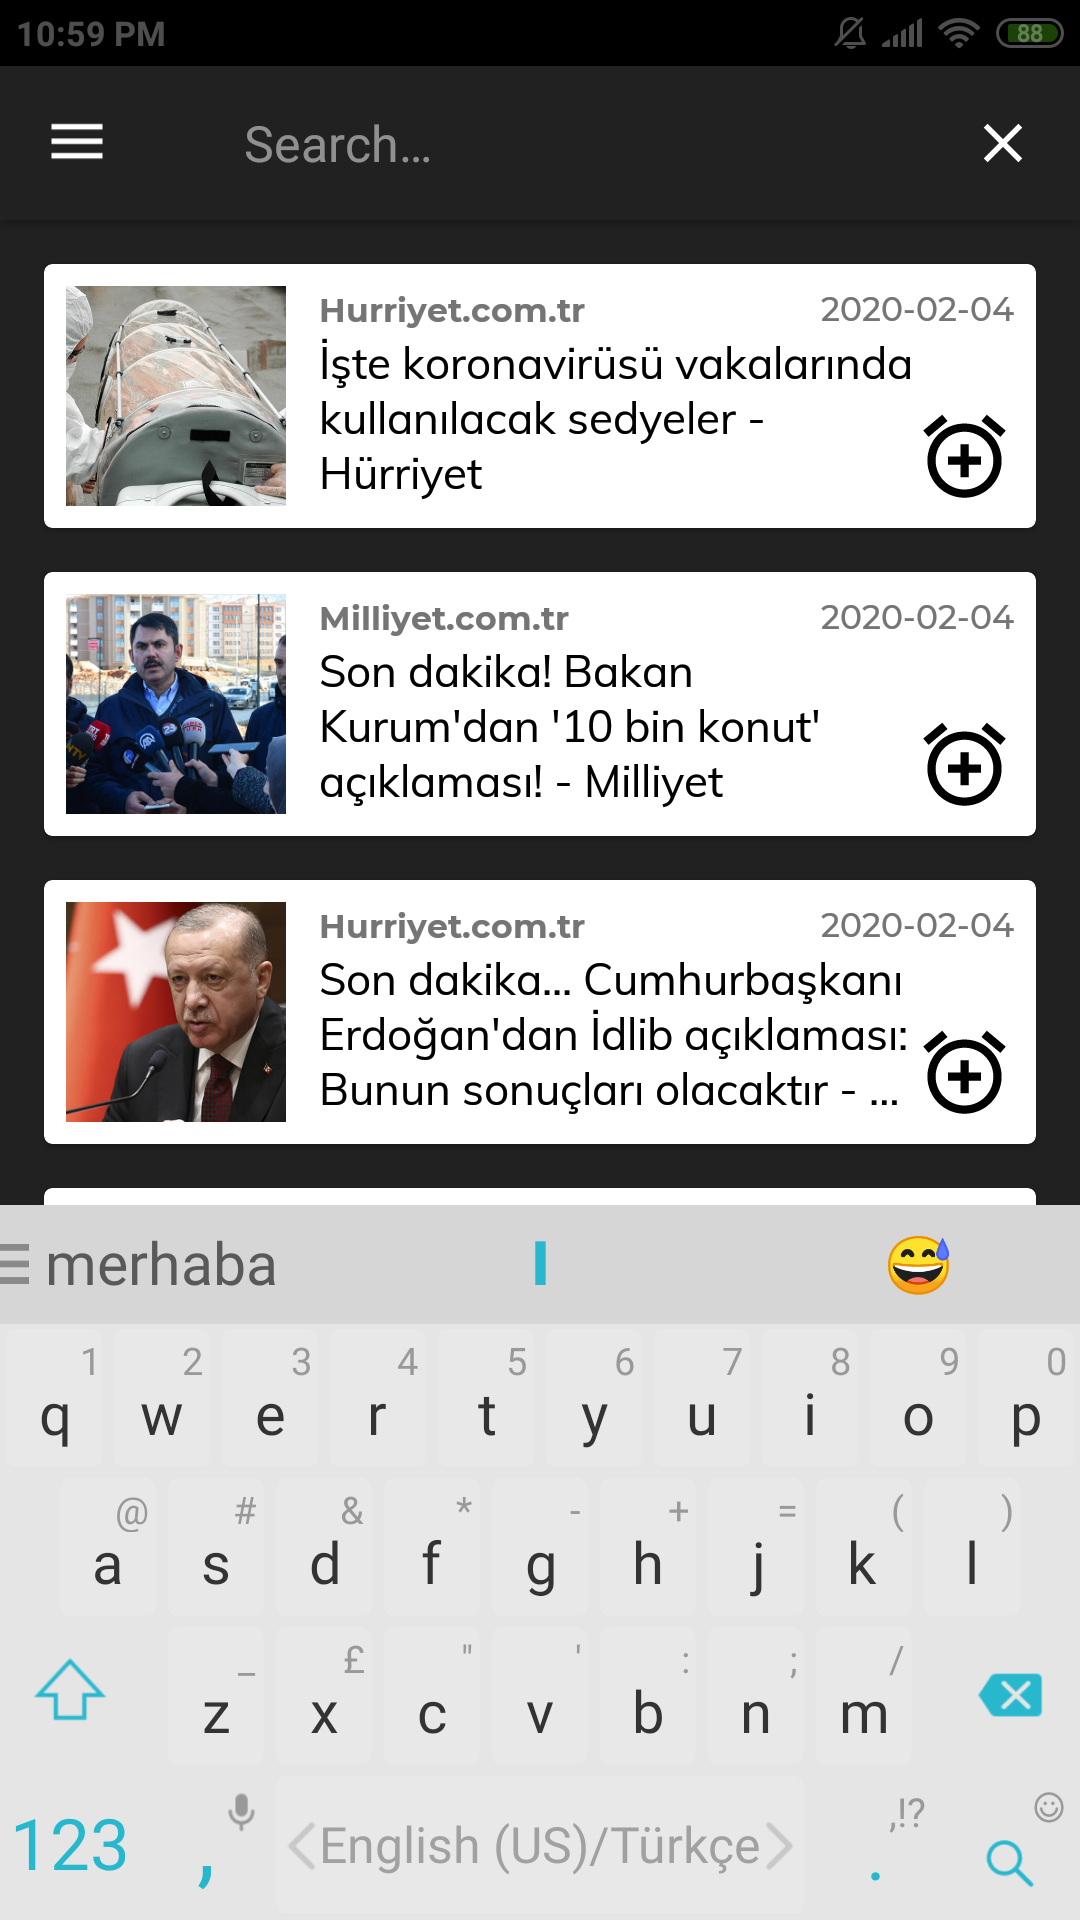 10:59 PM
88
Search...
Hurriyet.com.tr
2020-02-04
İşte koronavirüsü vakalarında
kullanılacak sedyeler -
Hürriyet
Milliyet.com.tr
2020-02-04
Son dakika! Bakan
Kurum'dan '10 bin konut'
açıklaması! - Milliyet
Hurriyet.com.tr
2020-02-04
Son dakika... Cumhurbaşkanı
Erdoğan'dan İdlib açıklaması:
Bunun sonuçları olacaktır - ...
merhaba
I
😅
1 2 3 4 5 6 7 8 9 0
q w e r t y u i o p
@ # & * - + = ( )
a s d f g h j k l
_ £ " ' : ; /
z x c v b n m
,!?
123 , English (US)/Türkçe .